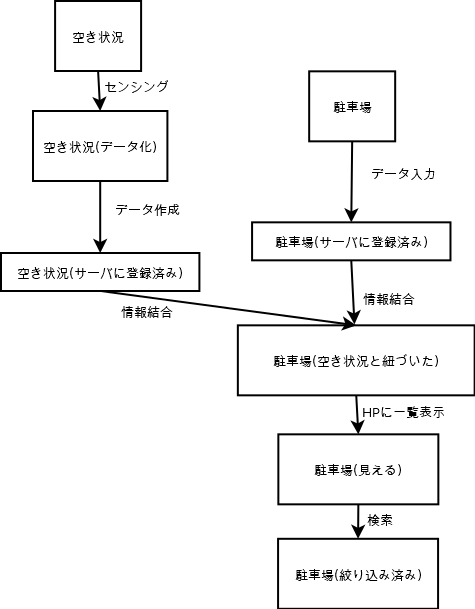 空き状況
センシング
駐車場
空き状況(データ化)
データ入力
データ作成
駐車場(サーバに登録済み)
空き状況(サーバに登録済み)
情報結合
情報結合
駐車場(空き状況と紐づいた)
HPに一覧表示
駐車場(見える)
検索
駐車場(絞り込み済み)